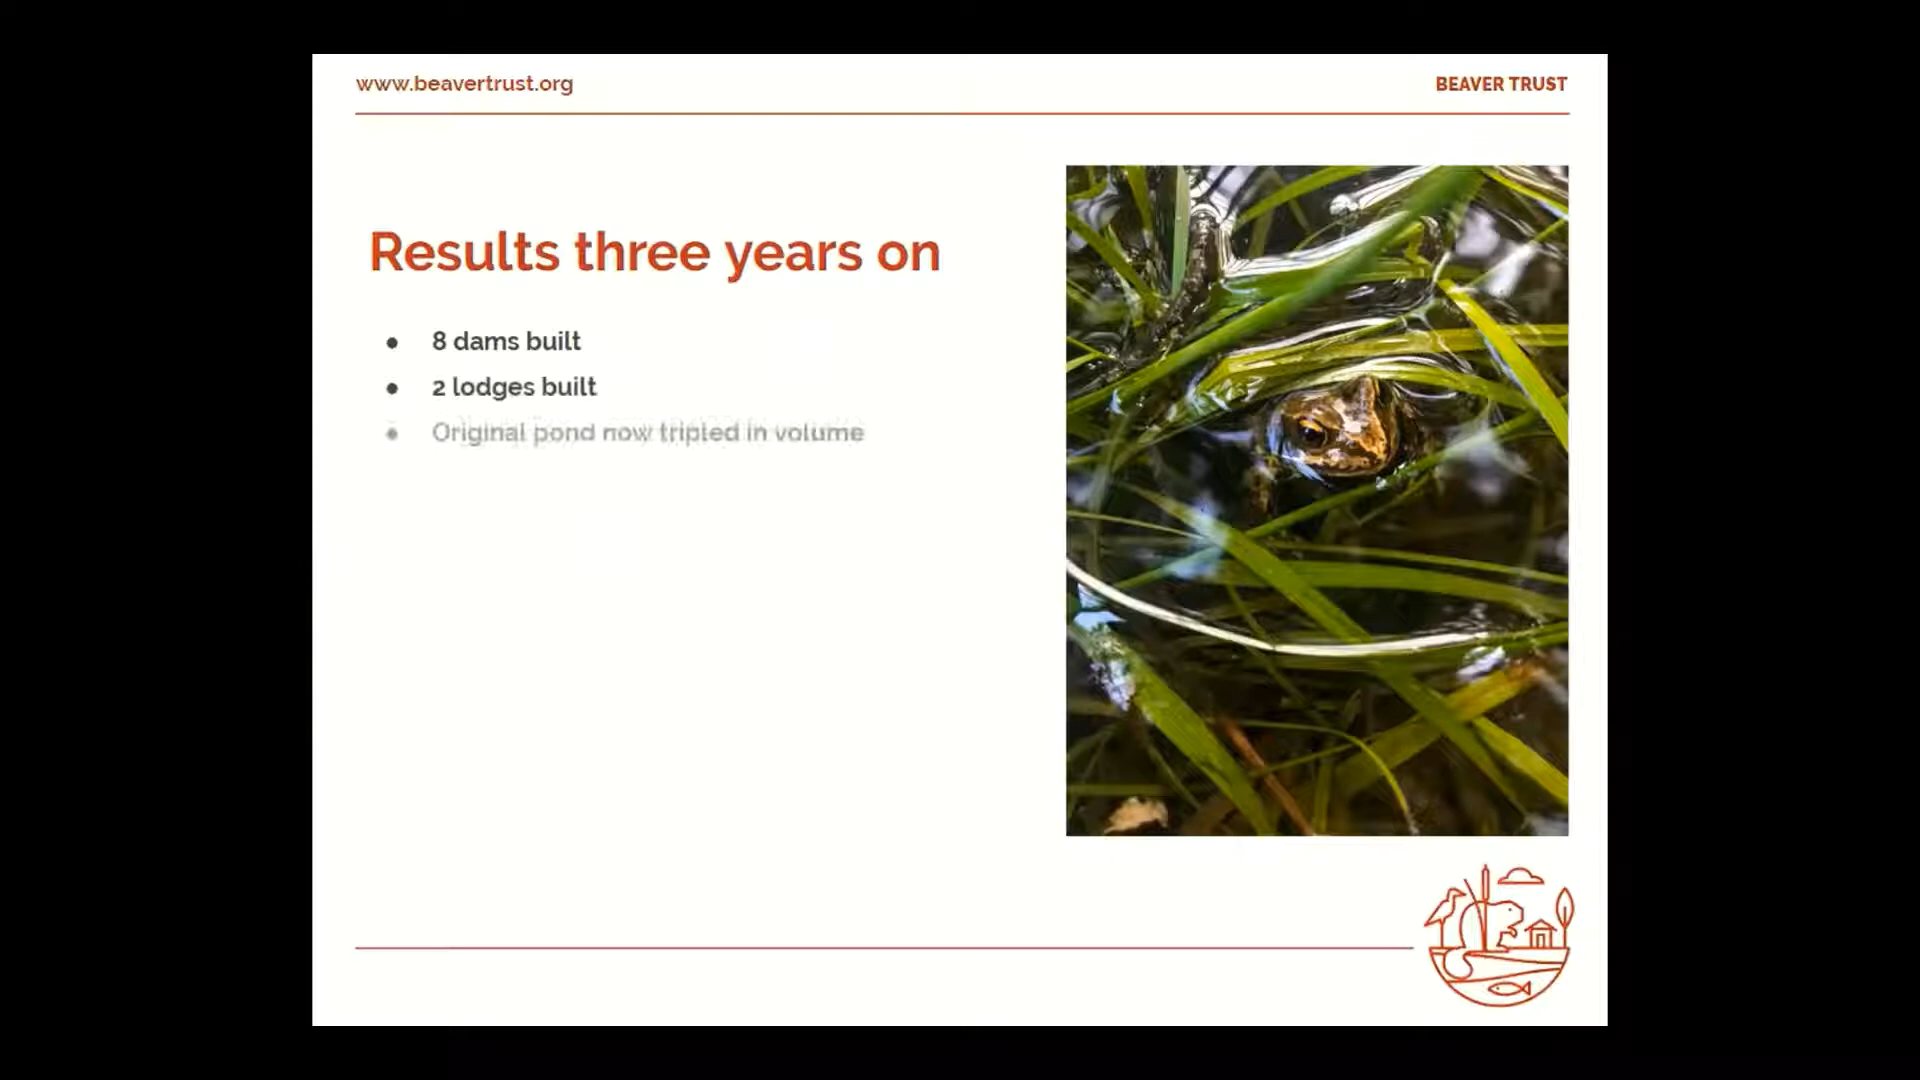 www.beavertrust.org
BEAVER TRUST
Results three years on
• 8 dams built
• 2 lodges built
• Original pond now tripled in volume